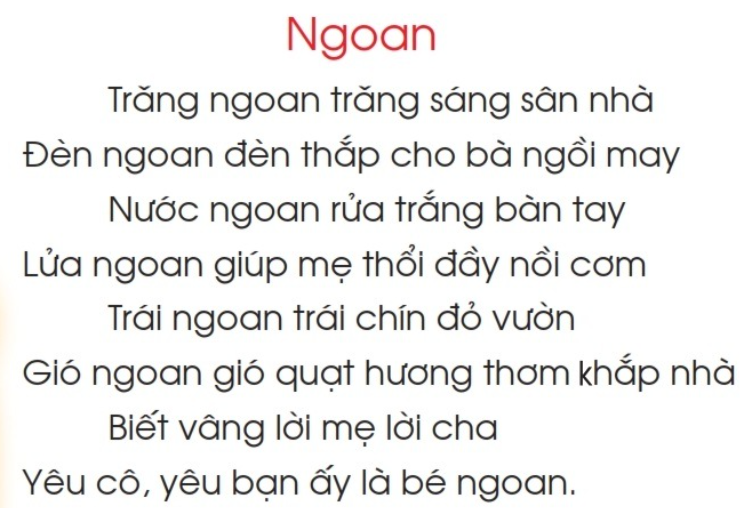 Ngoan
Trăng ngoan trăng sáng sân nhà
Đèn ngoan đèn thắp cho bà ngồi may
Nước ngoan rửa trắng bàn tay
Lửa ngoan giúp mẹ thổi đầy nồi cơm
Trái ngoan trái chín đỏ vườn
Gió ngoan gió quạt hương thơm khắp nhà
Biết vâng lời mẹ lời cha
Yêu cô, yêu bạn ấy là bé ngoan.